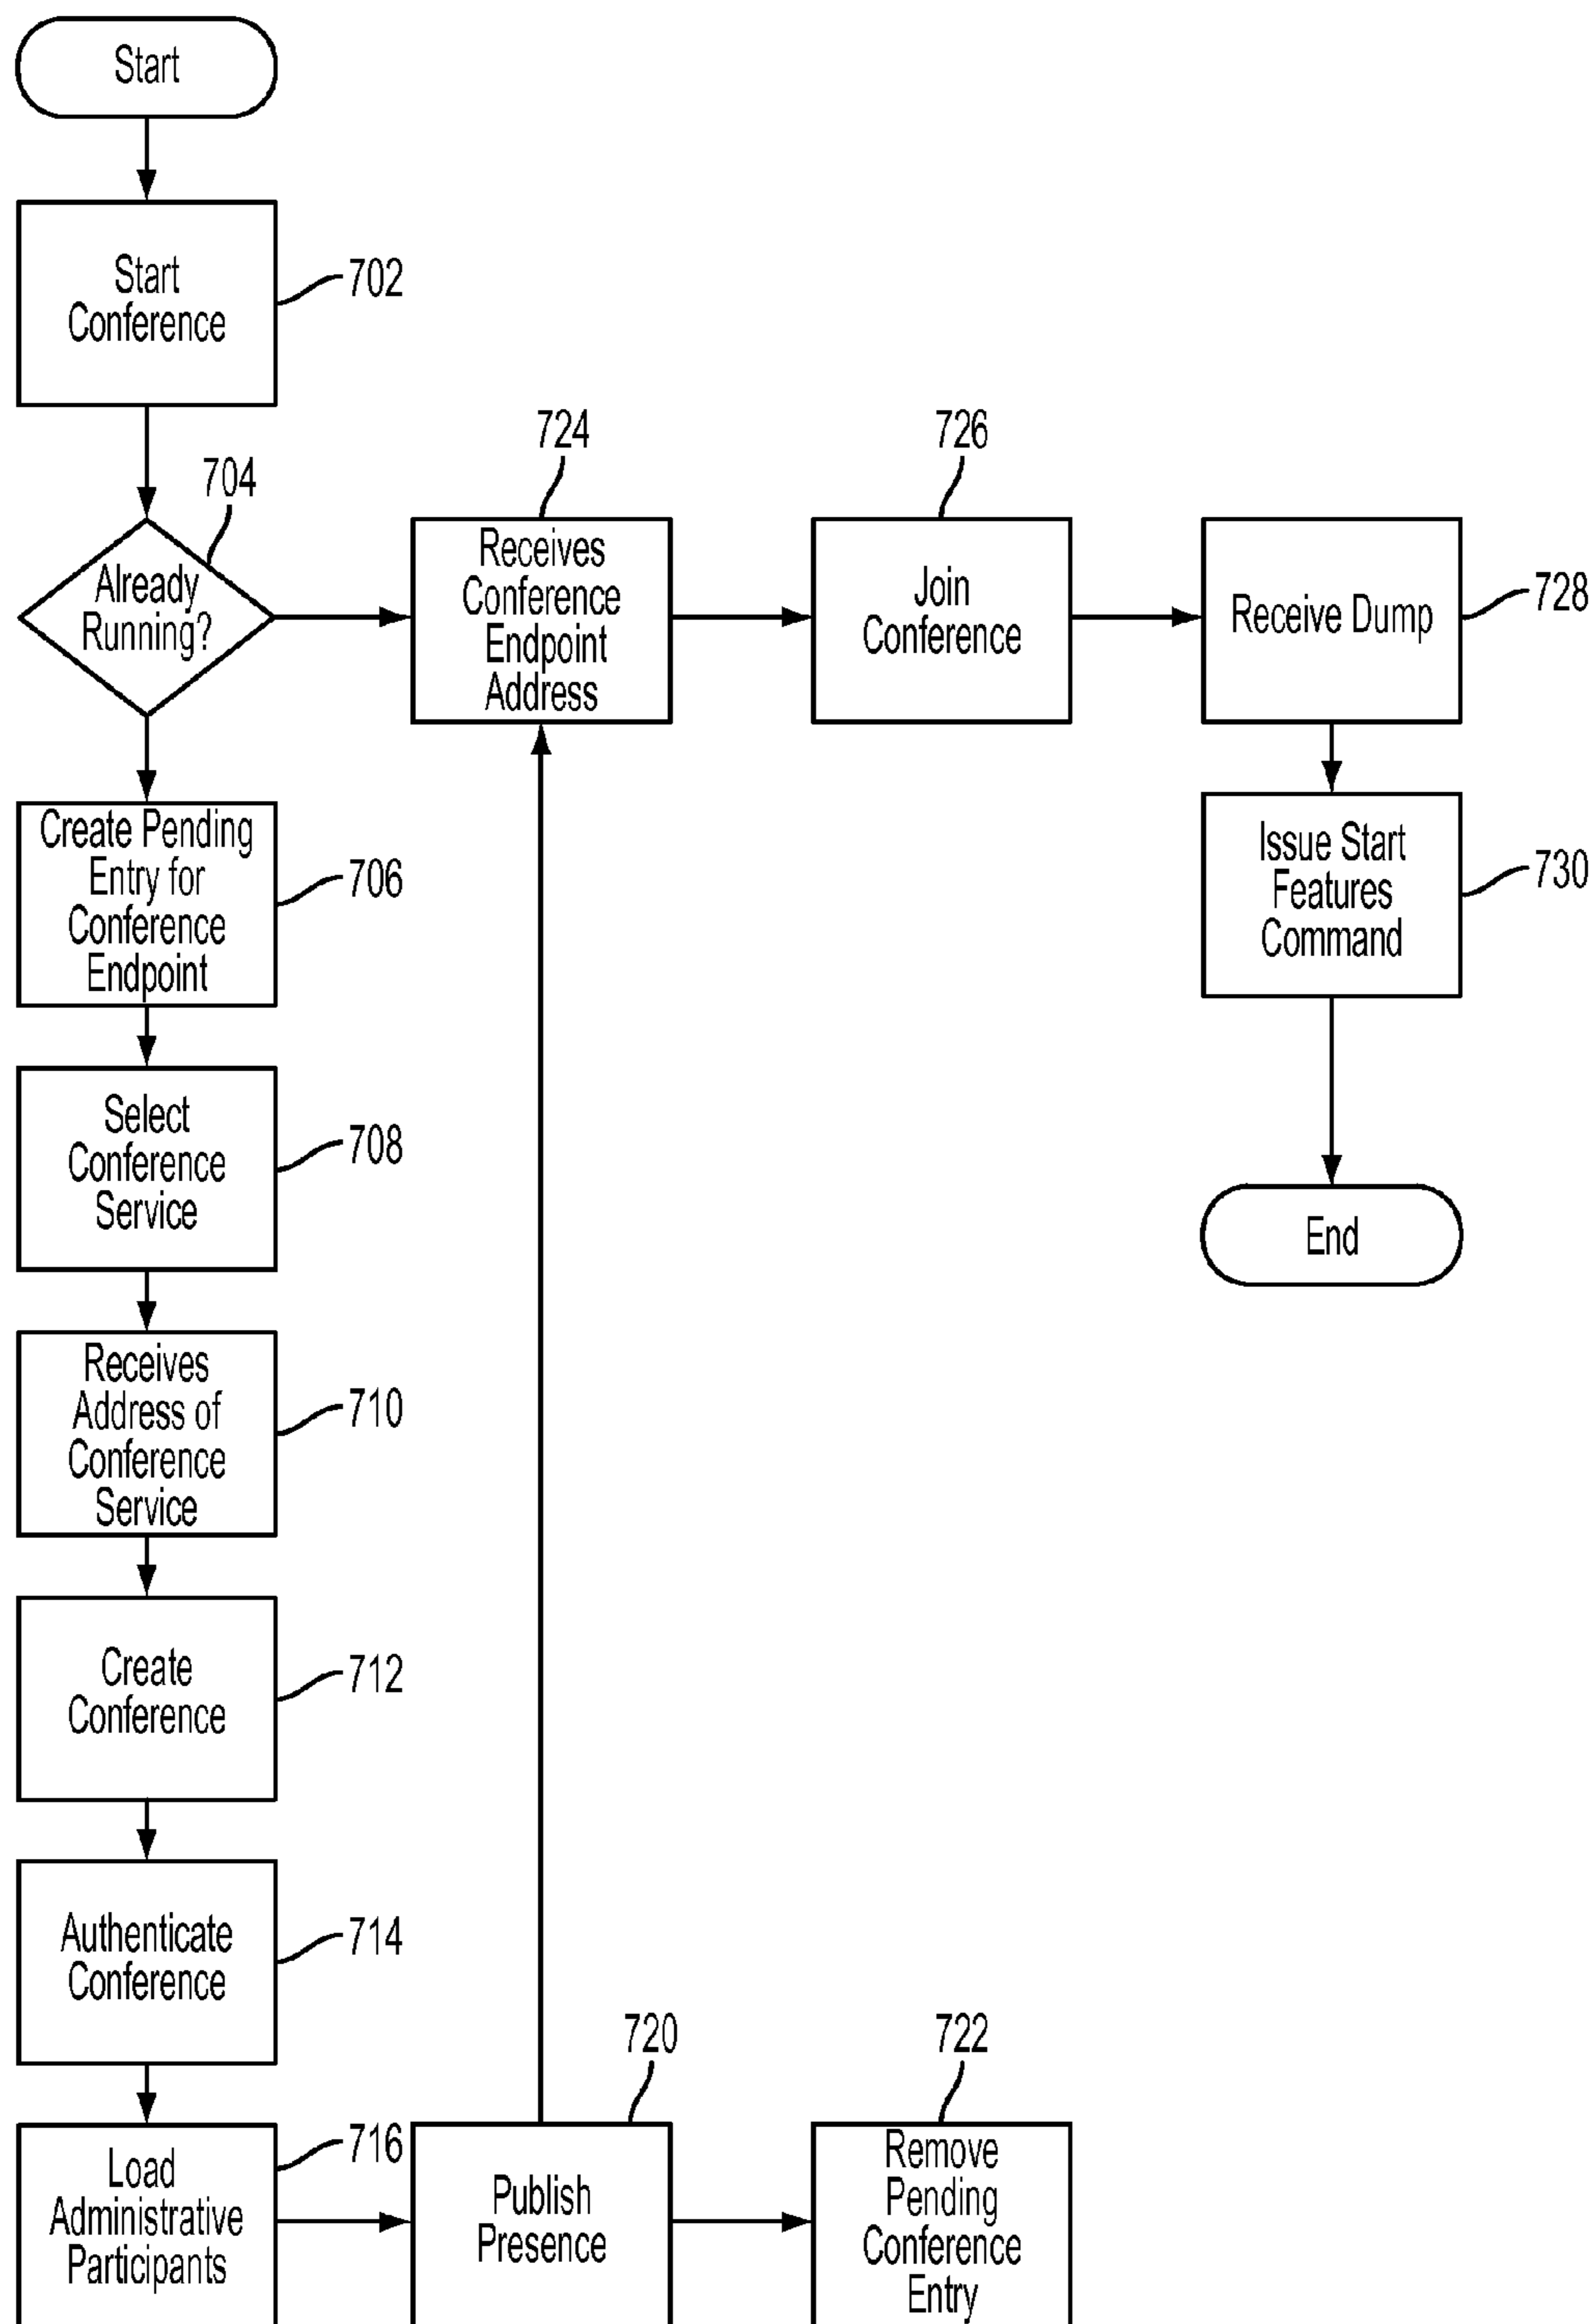 Start
Start
Conference
702
704
Already
Running?
724
Receives
Conference
Endpoint
Address
726
Join
Conference
Receive Dump
728
Issue Start
Features
Command
730
End
Create Pending
Entry for
Conference
Endpoint
706
Select
Conference
Service
708
Receives
Address of
Conference
Service
710
Create
Conference
712
Authenticate
Conference
714
Load
Administrative
Participants
716
720
Publish
Presence
722
Remove
Pending
Conference
Entry